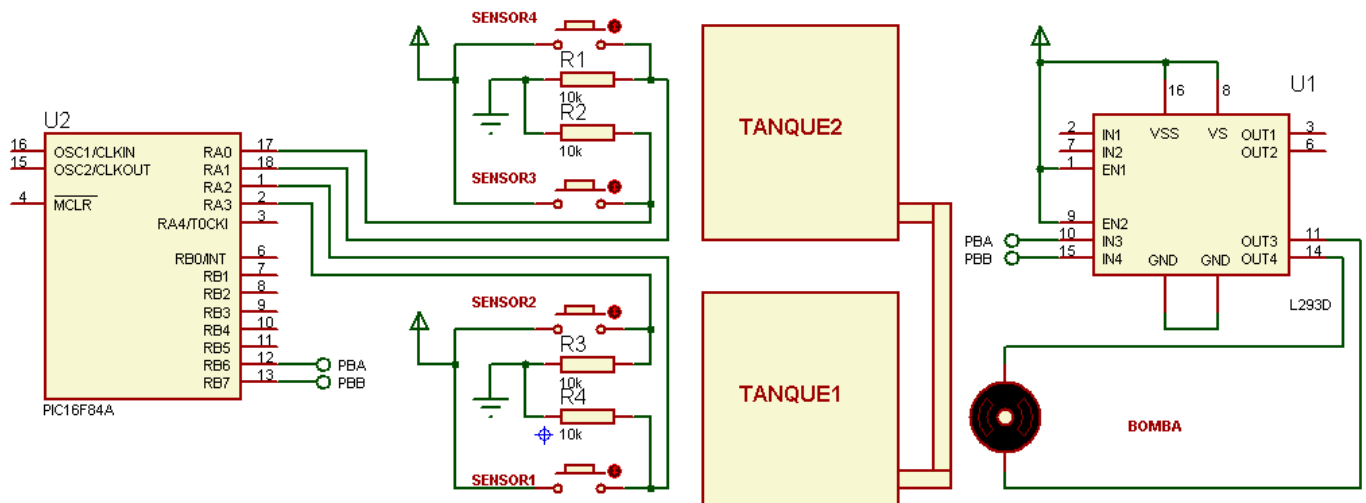 U2
16
15
4
OSC1/CLKIN
OSC2/CLKOUT
MCLR
RA0
RA1
RA2
RA3
RA4/T0CKI
RB0/INT
RB1
RB2
RB3
RB4
RB5
RB6
RB7
17
18
1
2
3
6
7
8
9
10
11
12
13
PBA
PBB
PIC16F84A
SENSOR4
R1
10k
R2
10k
SENSOR3
SENSOR2
R3
10k
R4
10k
SENSOR1
TANQUE2
TANQUE1
U1
16
8
2
7
1
9
10
15
IN1
IN2
EN1
EN2
IN3
IN4
VSS
VS
GND
GND
OUT1
OUT2
OUT3
OUT4
3
6
11
14
PBA
PBB
L293D
BOMBA